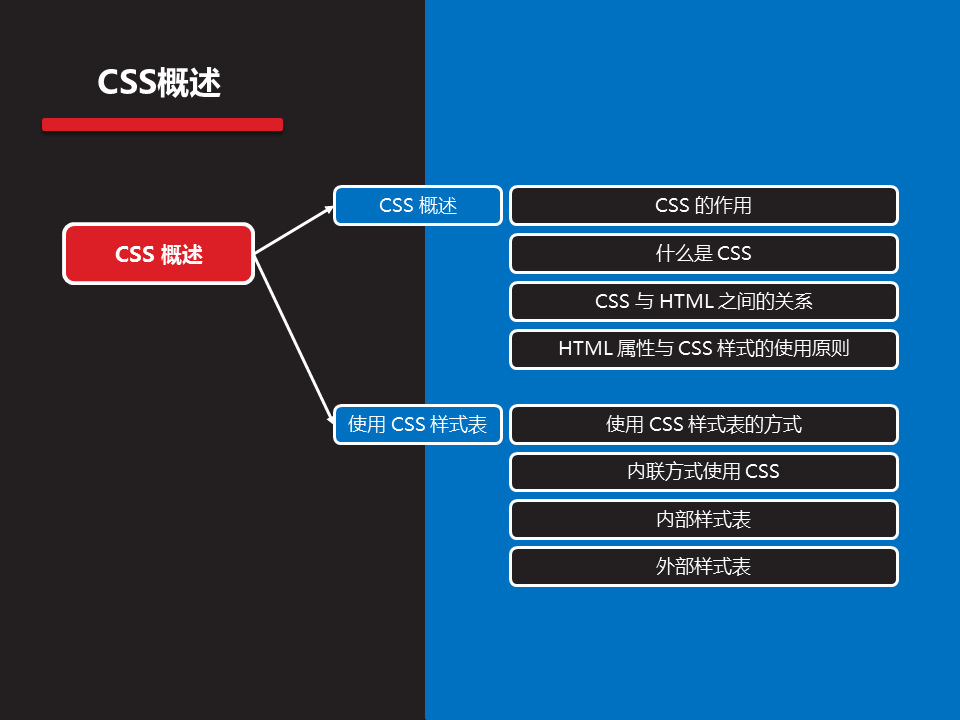 CSS概述
CSS 概述
CSS 概述
CSS 的作用
什么是 CSS
CSS 与 HTML 之间的关系
HTML 属性与 CSS 样式的使用原则
使用 CSS 样式表
使用 CSS 样式表的方式
内联方式使用 CSS
内部样式表
外部样式表